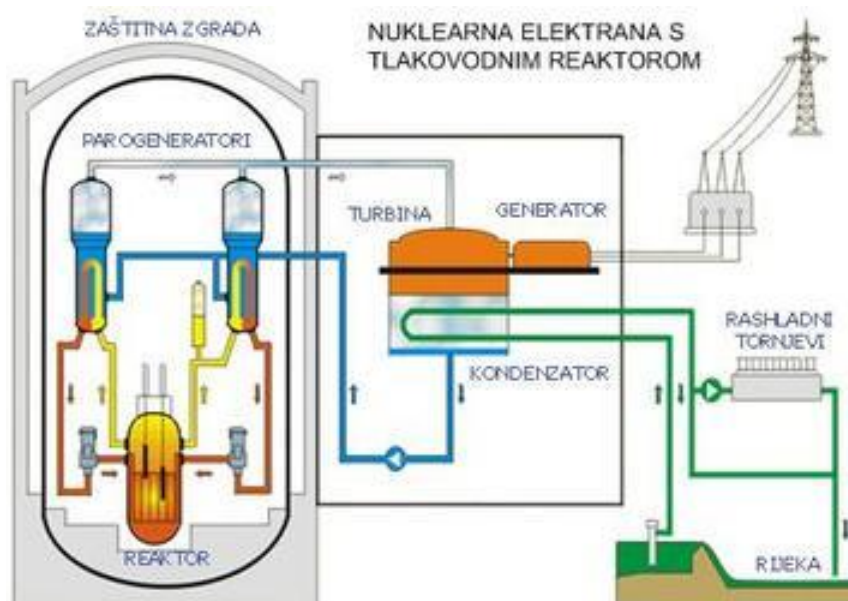 ZAŠTITNA ZGRADA
NUKLEARNA ELEKTRANA S
TLAKOVODNIM REAKTOROM
PAROGENERATORI
TURBINA
GENERATOR
RASHLADNI
TORNJEVI
KONDENZATOR
REAKTOR
RIJEKA